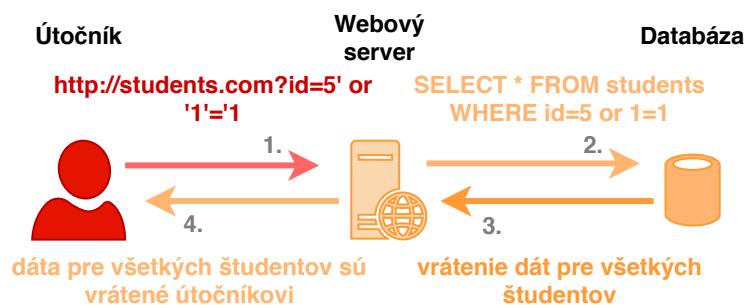 Útočník
Webový
server
Databáza
http://students.com?id=5' or
'1'='1
SELECT * FROM students
WHERE id=5 or 1=1
1.
2.
4.
3.
dáta pre všetkých študentov sú
vrátené útočníkovi
vrátenie dát pre všetkých
študentov